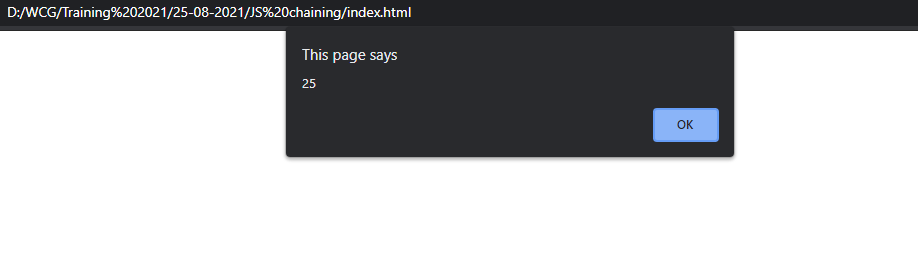 D:/WCG/Training%202021/25-08-2021/JS%20chaining/index.html
This page says
25
OK